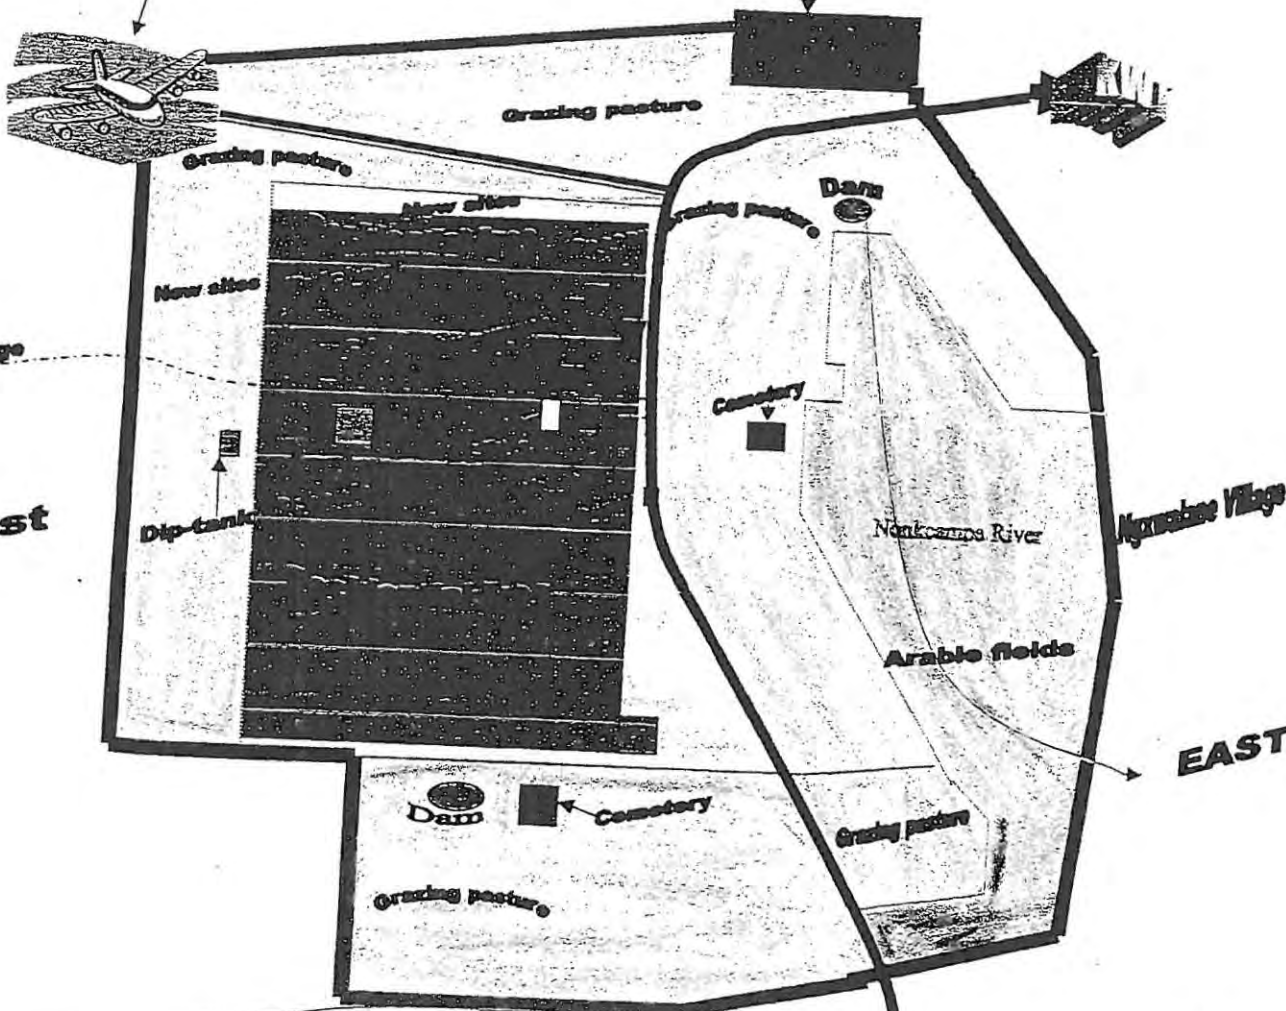 Grazing pasture
Grazing pasture
Dam
New sites
Grazing pasture
New sites
Cemetery
Dip-tank
River
Village
Arable fields
EAST
Dam
Cemetery
Grazing pasture
Grazing pasture